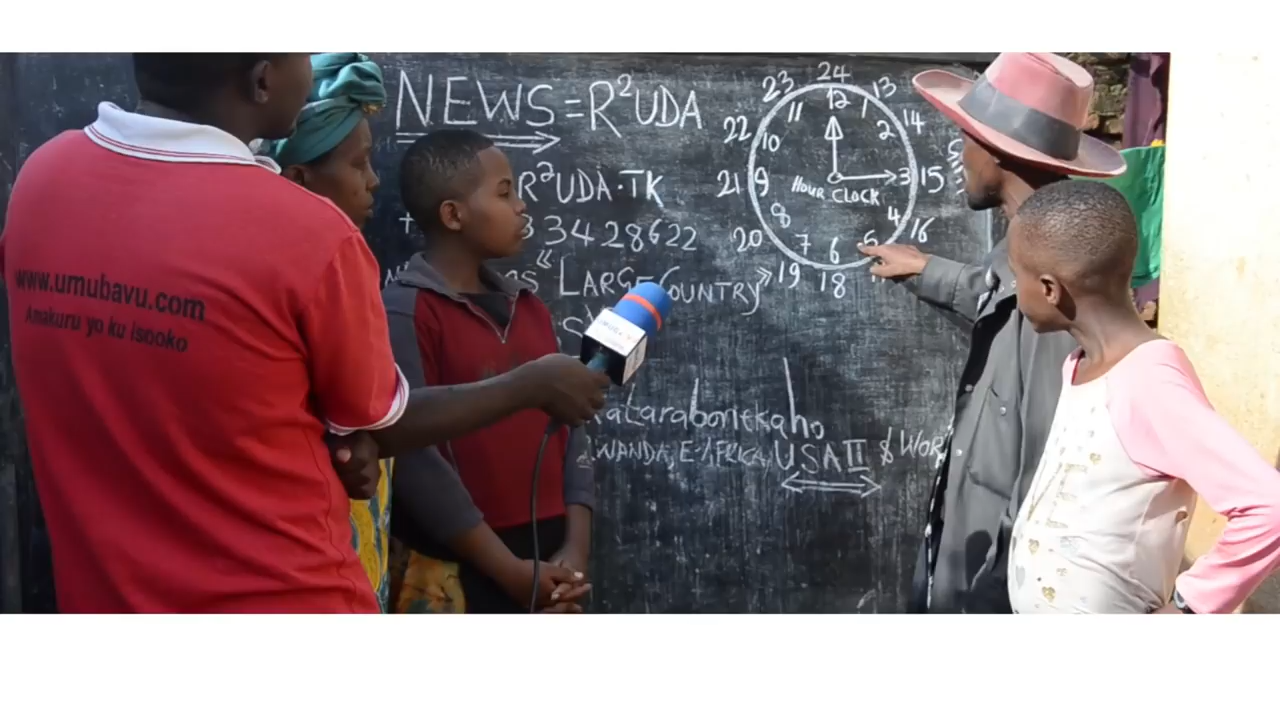 NEWS=R²UDA
R²UDA.TK
33428622
"LARGE COUNTRY"
katarabonekaho
WANDA, E-AFRICA, USA II & WOR
24
23 13
12
11 1
22 14
10 2
21 9 3 15
HOUR CLOCK
8 4
20 16
7 6 5
19 18
www.umubavu.com
Amakuru yo ku isooko